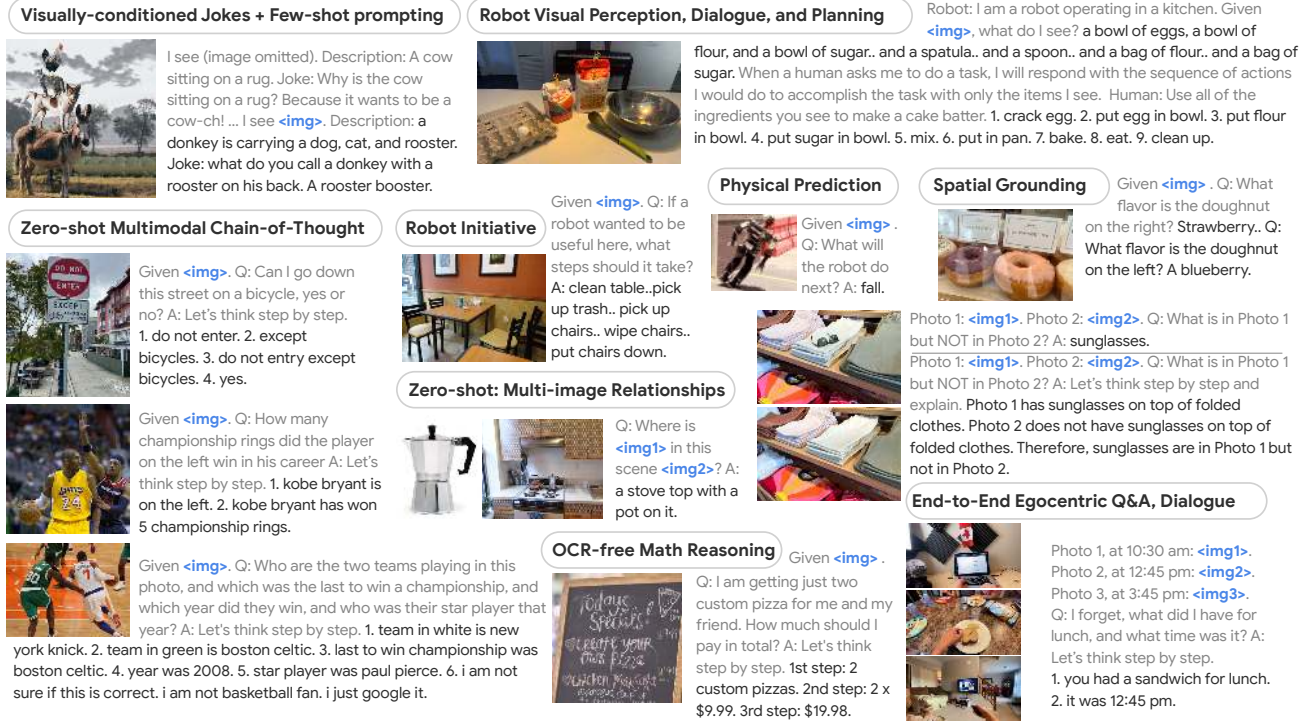 Visually-conditioned Jokes + Few-shot prompting
I see (image omitted). Description: A cow
sitting on a rug. Joke: Why is the cow
sitting on a rug? Because it wants to be a
cow-ch! ... I see <img>. Description: a
donkey is carrying a dog, cat, and rooster.
Joke: what do you call a donkey with a
rooster on his back. A rooster booster.
Robot Visual Perception, Dialogue, and Planning
Robot: I am a robot operating in a kitchen. Given
<img>, what do I see? a bowl of eggs, a bowl of
flour, and a bowl of sugar.. and a spatula.. and a spoon.. and a bag of flour.. and a bag of
sugar. When a human asks me to do a task, I will respond with the sequence of actions
I would do to accomplish the task with only the items I see. Human: Use all of the
ingredients you see to make a cake batter. 1. crack egg. 2. put egg in bowl. 3. put flour
in bowl. 4. put sugar in bowl. 5. mix. 6. put in pan. 7. bake. 8. eat. 9. clean up.
Zero-shot Multimodal Chain-of-Thought
DO NOT
ENTER
EXCEPT
Given <img>. Q: Can I go down
this street on a bicycle, yes or
no? A: Let's think step by step.
1. do not enter. 2. except
bicycles. 3. do not entry except
bicycles. 4. yes.
LAKERS
24
Given <img>. Q: How many
championship rings did the player
on the left win in his career A: Let's
think step by step. 1. kobe bryant is
on the left. 2. kobe bryant has won
5 championship rings.
Given <img>. Q: Who are the two teams playing in this
photo, and which was the last to win a championship, and
which year did they win, and who was their star player that
year? A: Let's think step by step. 1. team in white is new
york knick. 2. team in green is boston celtic. 3. last to win championship was
boston celtic. 4. year was 2008. 5. star player was paul pierce. 6. i am not
sure if this is correct. i am not basketball fan. i just google it.
Robot Initiative
Given <img>. Q: If a
robot wanted to be
useful here, what
steps should it take?
A: clean table..pick
up trash.. pick up
chairs.. wipe chairs..
put chairs down.
Physical Prediction
Given <img> .
Q: What will
the robot do
next? A: fall.
Spatial Grounding
Given <img> . Q: What
flavor is the doughnut
on the right? Strawberry.. Q:
What flavor is the doughnut
on the left? A blueberry.
Zero-shot: Multi-image Relationships
Q: Where is
<img1> in this
scene <img2>? A:
a stove top with a
pot on it.
Photo 1: <img1>. Photo 2: <img2>. Q: What is in Photo 1
but NOT in Photo 2? A: sunglasses.
Photo 1: <img1>. Photo 2: <img2>. Q: What is in Photo 1
but NOT in Photo 2? A: Let's think step by step and
explain. Photo 1 has sunglasses on top of folded
clothes. Photo 2 does not have sunglasses on top of
folded clothes. Therefore, sunglasses are in Photo 1 but
not in Photo 2.
OCR-free Math Reasoning
Today's
Specials!
CREATE YOUR
OWN PIZZA
Given <img> .
Q: I am getting just two
custom pizza for me and my
friend. How much should I
pay in total? A: Let's think
step by step. 1st step: 2
custom pizzas. 2nd step: 2 x
$9.99. 3rd step: $19.98.
End-to-End Egocentric Q&A, Dialogue
Photo 1, at 10:30 am: <img1>.
Photo 2, at 12:45 pm: <img2>.
Photo 3, at 3:45 pm: <img3>.
Q: I forget, what did I have for
lunch, and what time was it? A:
Let's think step by step.
1. you had a sandwich for lunch.
2. it was 12:45 pm.